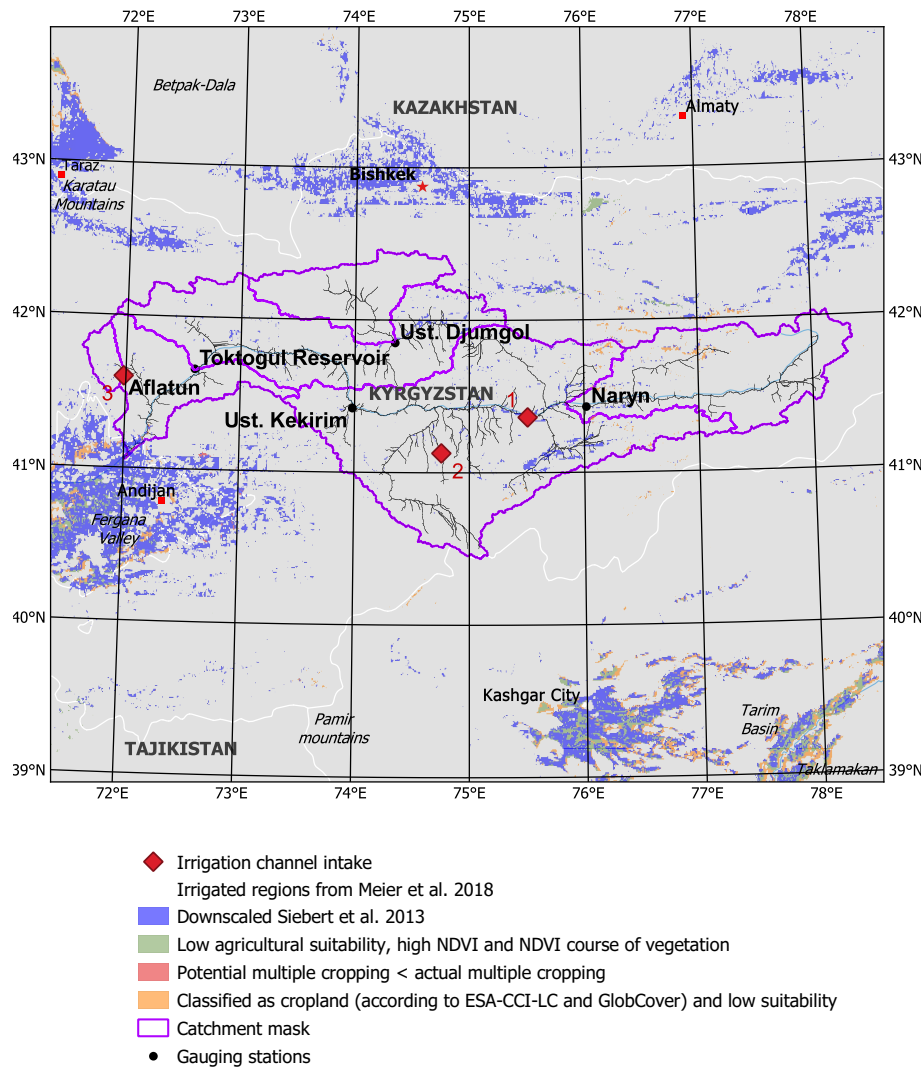 72°E 73°E 74°E 75°E 76°E 77°E 78°E
Betpak-Dala
KAZAKHSTAN
Almaty
43°N
43°N
Taraz
Bishkek
Karatau
Mountains
42°N
42°N
Ust. Djumgol
Toktogul Reservoir
Aflatun
3
KYRGYZSTAN
1
Naryn
Ust. Kekirim
2
41°N
41°N
Andijan
Fergana
Valley
40°N
40°N
Kashgar City
Pamir
mountains
Tarim
Basin
TAJIKISTAN
Taklamakan
39°N
39°N
72°E 73°E 74°E 75°E 76°E 77°E 78°E
Irrigation channel intake
Irrigated regions from Meier et al. 2018
Downscaled Siebert et al. 2013
Low agricultural suitability, high NDVI and NDVI course of vegetation
Potential multiple cropping < actual multiple cropping
Classified as cropland (according to ESA-CCI-LC and GlobCover) and low suitability
Catchment mask
Gauging stations